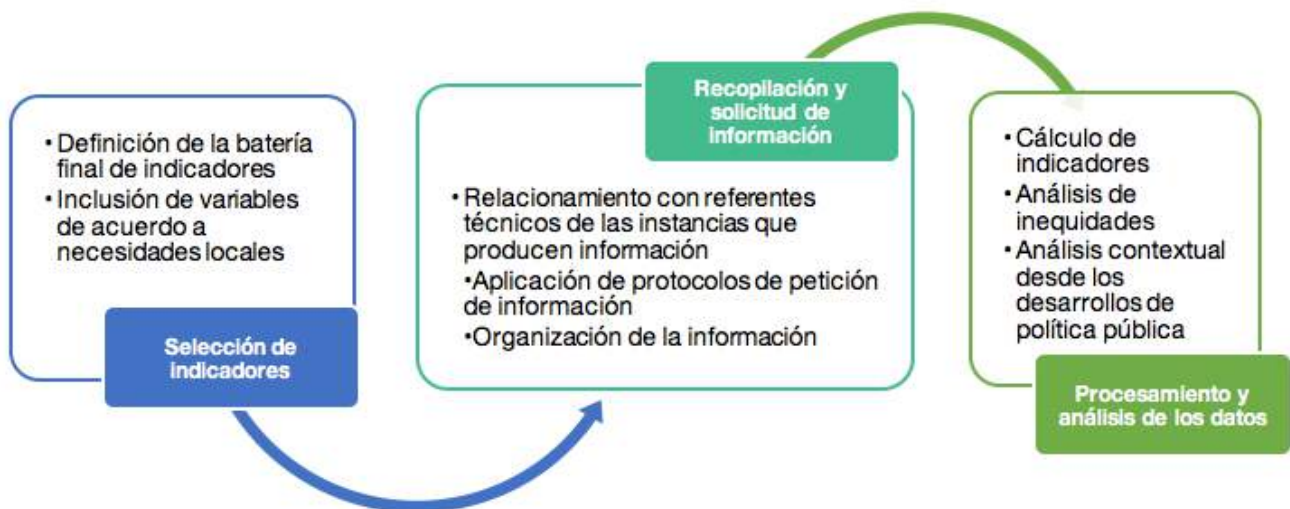 • Definición de la batería
final de indicadores
• Inclusión de variables
de acuerdo a
necesidades locales
Selección de
indicadores
Recopilación y
solicitud de
información
• Relacionamiento con referentes
técnicos de las instancias que
producen información
•Aplicación de protocolos de petición
de información
•Organización de la información
• Cálculo de
indicadores
• Análisis de
inequidades
• Análisis contextual
desde los
desarrollos de
política pública
Procesamiento y
análisis de los datos